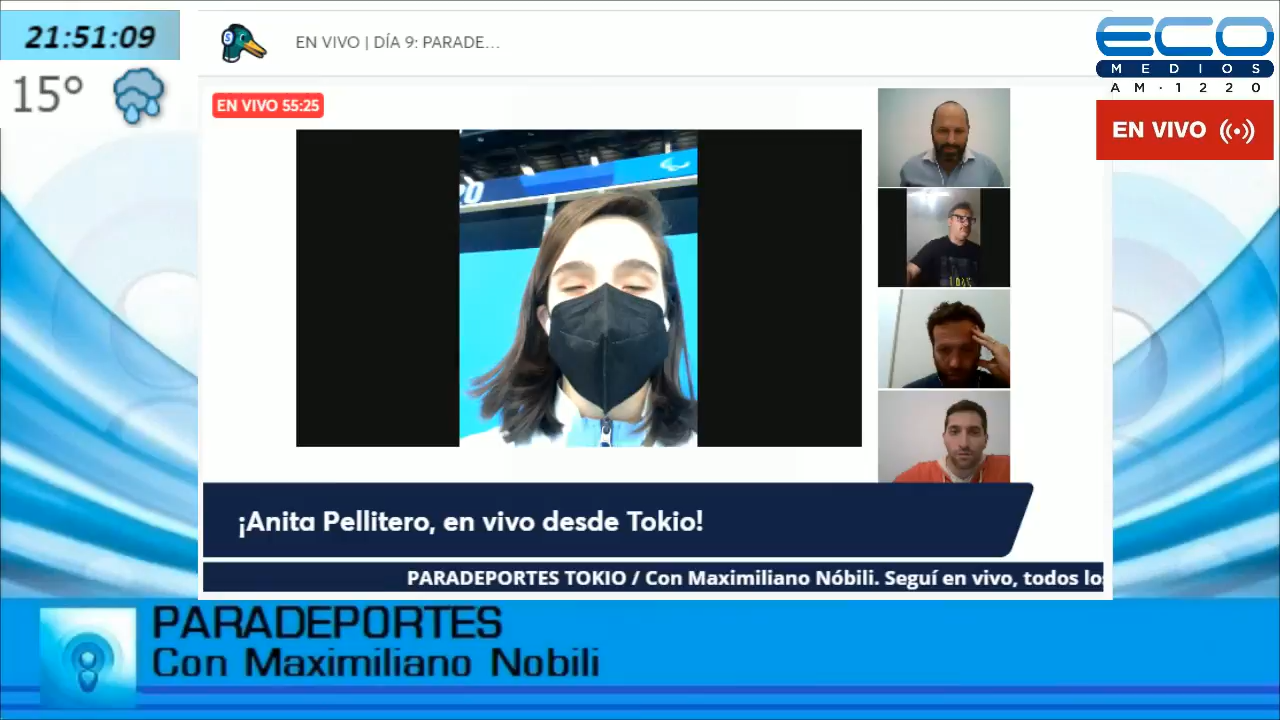 21:51:09
15°
EN VIVO | DÍA 9: PARADE...
EN VIVO 55:25
ECO
MEDIOS
AM·1220
EN VIVO
¡Anita Pellitero, en vivo desde Tokio!
PARADEPORTES TOKIO / Con Maximiliano Nóbili. Seguí en vivo, todos lo
PARADEPORTES
Con Maximiliano Nobili